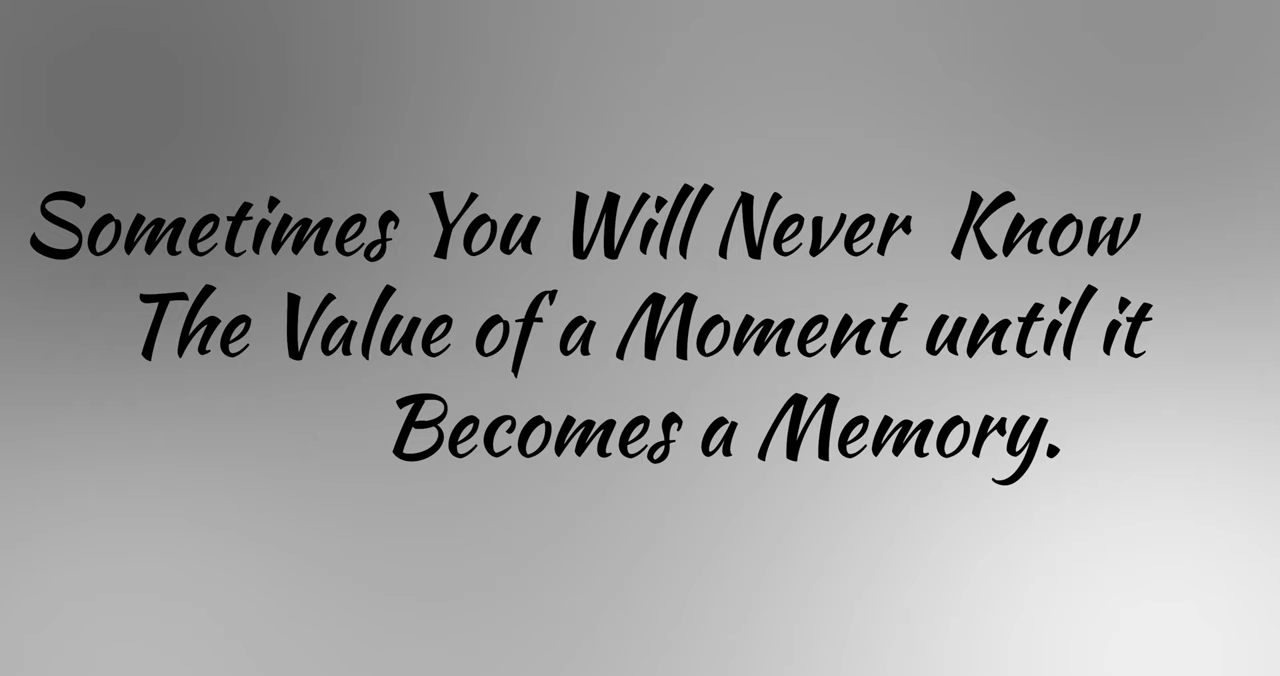 Sometimes You Will Never Know
The Value of a Moment until it
Becomes a Memory.